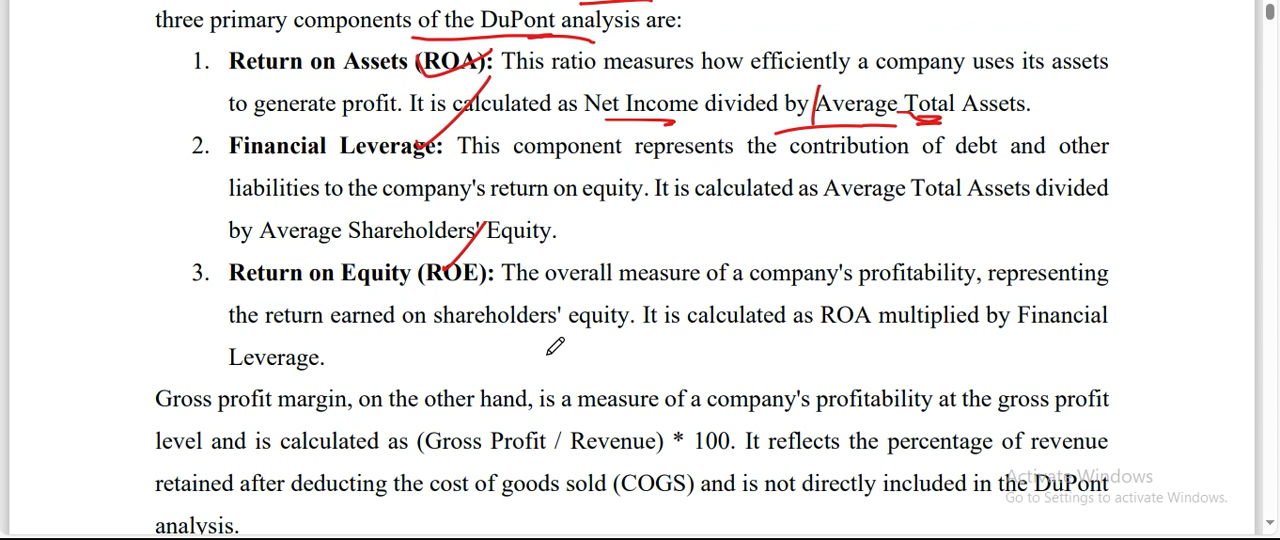 three primary components of the DuPont analysis are:
1. Return on Assets (ROA): This ratio measures how efficiently a company uses its assets
to generate profit. It is calculated as Net Income divided by Average Total Assets.
2. Financial Leverage: This component represents the contribution of debt and other
liabilities to the company's return on equity. It is calculated as Average Total Assets divided
by Average Shareholders' Equity.
3. Return on Equity (ROE): The overall measure of a company's profitability, representing
the return earned on shareholders' equity. It is calculated as ROA multiplied by Financial
Leverage.
Gross profit margin, on the other hand, is a measure of a company's profitability at the gross profit
level and is calculated as (Gross Profit / Revenue) * 100. It reflects the percentage of revenue
retained after deducting the cost of goods sold (COGS) and is not directly included in the DuPont
analysis.
Activate Windows
Go to Settings to activate Windows.